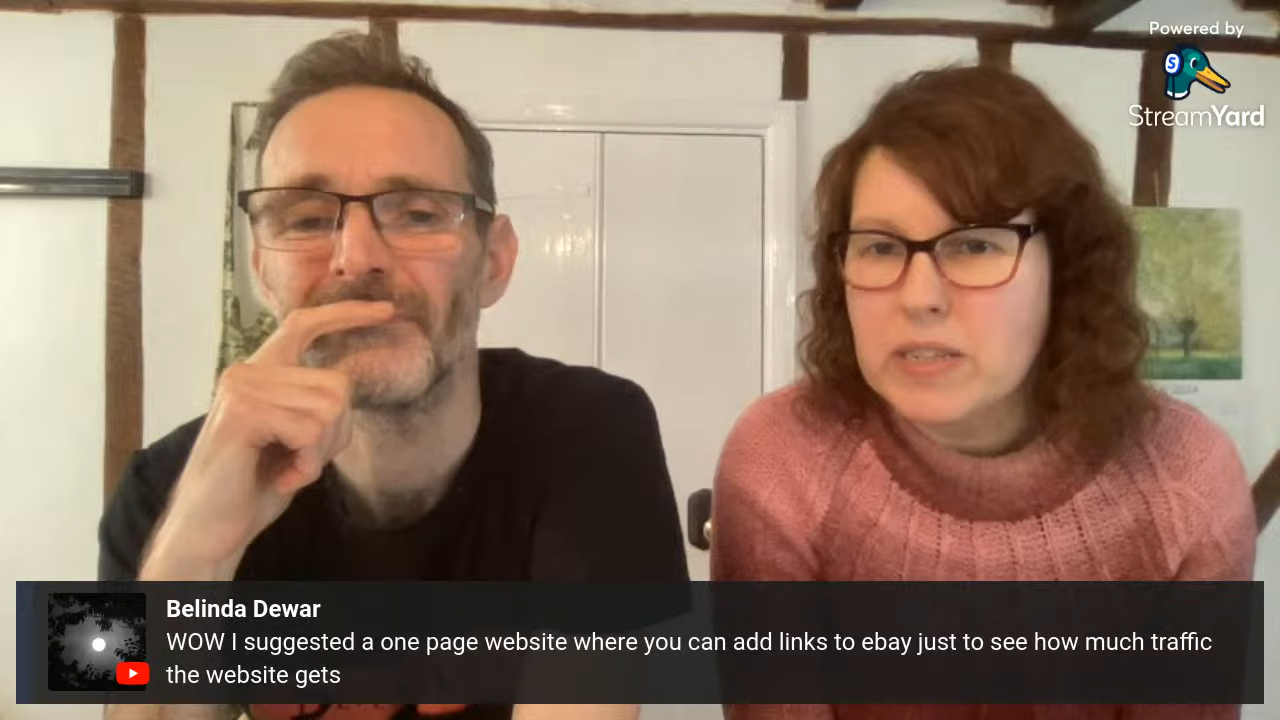 Powered by
S
StreamYard
Belinda Dewar
WOW I suggested a one page website where you can add links to ebay just to see how much traffic
the website gets